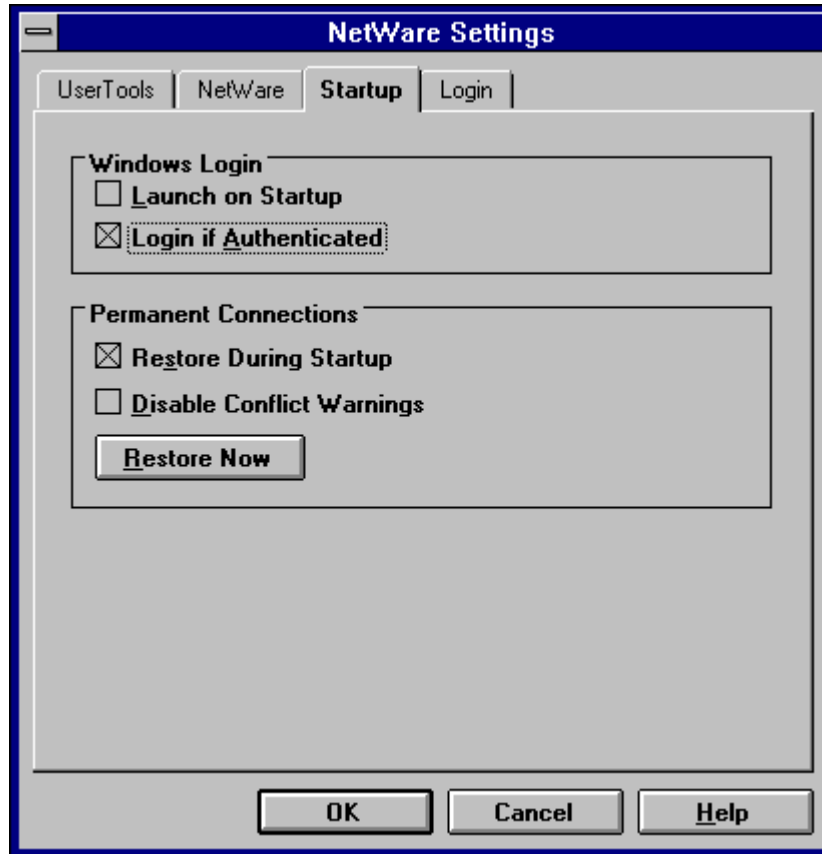 NetWare Settings
UserTools NetWare Startup Login
Windows Login
Launch on Startup
Login if Authenticated
Permanent Connections
Restore During Startup
Disable Conflict Warnings
Restore Now
OK Cancel Help